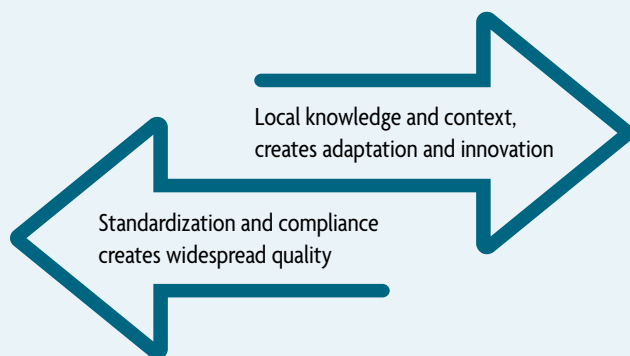 Local knowledge and context,
creates adaptation and innovation
Standardization and compliance
creates widespread quality